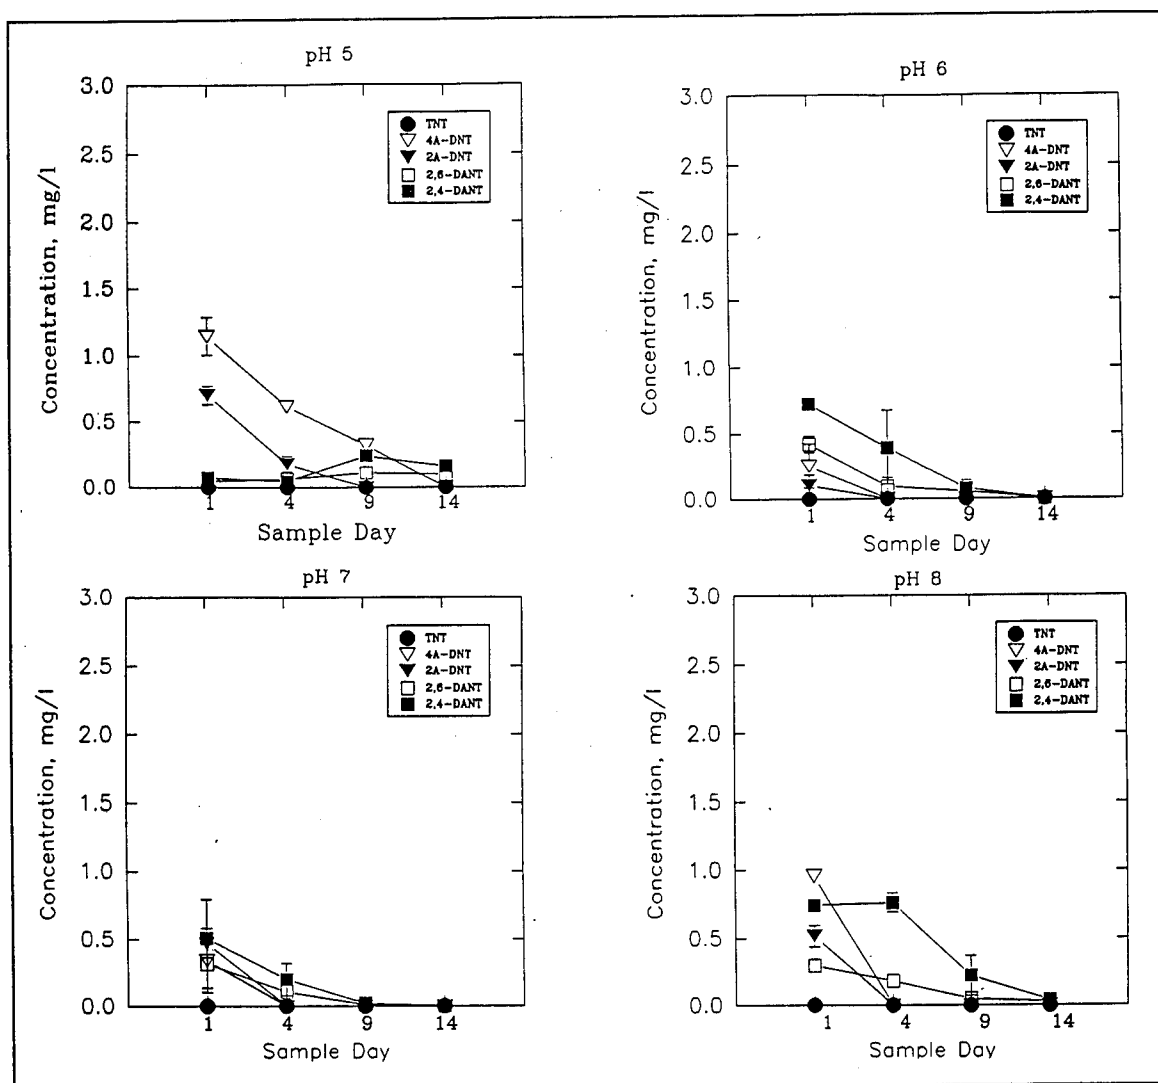 pH 5
3.0
2.5
2.0
1.5
1.0
0.5
0.0
Concentration, mg/l
TNT
4A-DNT
2A-DNT
2,6-DANT
2,4-DANT
1 4 9 14
Sample Day
pH 6
3.0
2.5
2.0
1.5
1.0
0.5
0.0
Concentration, mg/l
TNT
4A-DNT
2A-DNT
2,6-DANT
2,4-DANT
1 4 9 14
Sample Day
pH 7
3.0
2.5
2.0
1.5
1.0
0.5
0.0
Concentration, mg/l
TNT
4A-DNT
2A-DNT
2,6-DANT
2,4-DANT
1 4 9 14
Sample Day
pH 8
3.0
2.5
2.0
1.5
1.0
0.5
0.0
Concentration, mg/l
TNT
4A-DNT
2A-DNT
2,6-DANT
2,4-DANT
1 4 9 14
Sample Day